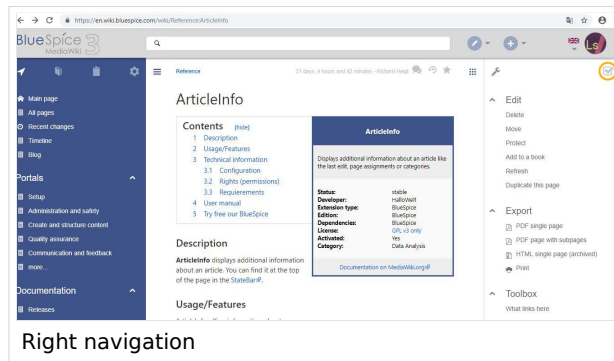 https://en.wiki.bluespice.com/wiki/Reference:ArticleInfo
BlueSpice 3
MediaWiki
Ls
Reference
21 days, 4 hours and 43 minutes - Richard Heigl
Main page
All pages
Recent changes
Timeline
Blog
Portals
Setup
Administration and safety
Create and structure content
Quality assurance
Communication and feedback
more...
Documentation
Releases
ArticleInfo
Contents [hide]
1 Description
2 Usage/Features
3 Technical information
3.1 Configuration
3.2 Rights (permissions)
3.3 Requierements
4 User manual
5 Try free our BlueSpice
Description
ArticleInfo displays additional information
about an article. You can find it at the top
of the page in the StateBar.
Usage/Features
ArticleInfo
Displays additional information about an article like
the last edit, page assignments or categories.
Status: stable
Developer: HalloWelt
Extension type: BlueSpice
Edition: BlueSpice
Dependencies: BlueSpice
License: GPL v3 only
Activated: Yes
Category: Data Analysis
Documentation on MediaWiki.org
Edit
Delete
Move
Protect
Add to a book
Refresh
Duplicate this page
Export
PDF single page
PDF page with subpages
HTML single page (archived)
Print
Toolbox
What links here
Right navigation